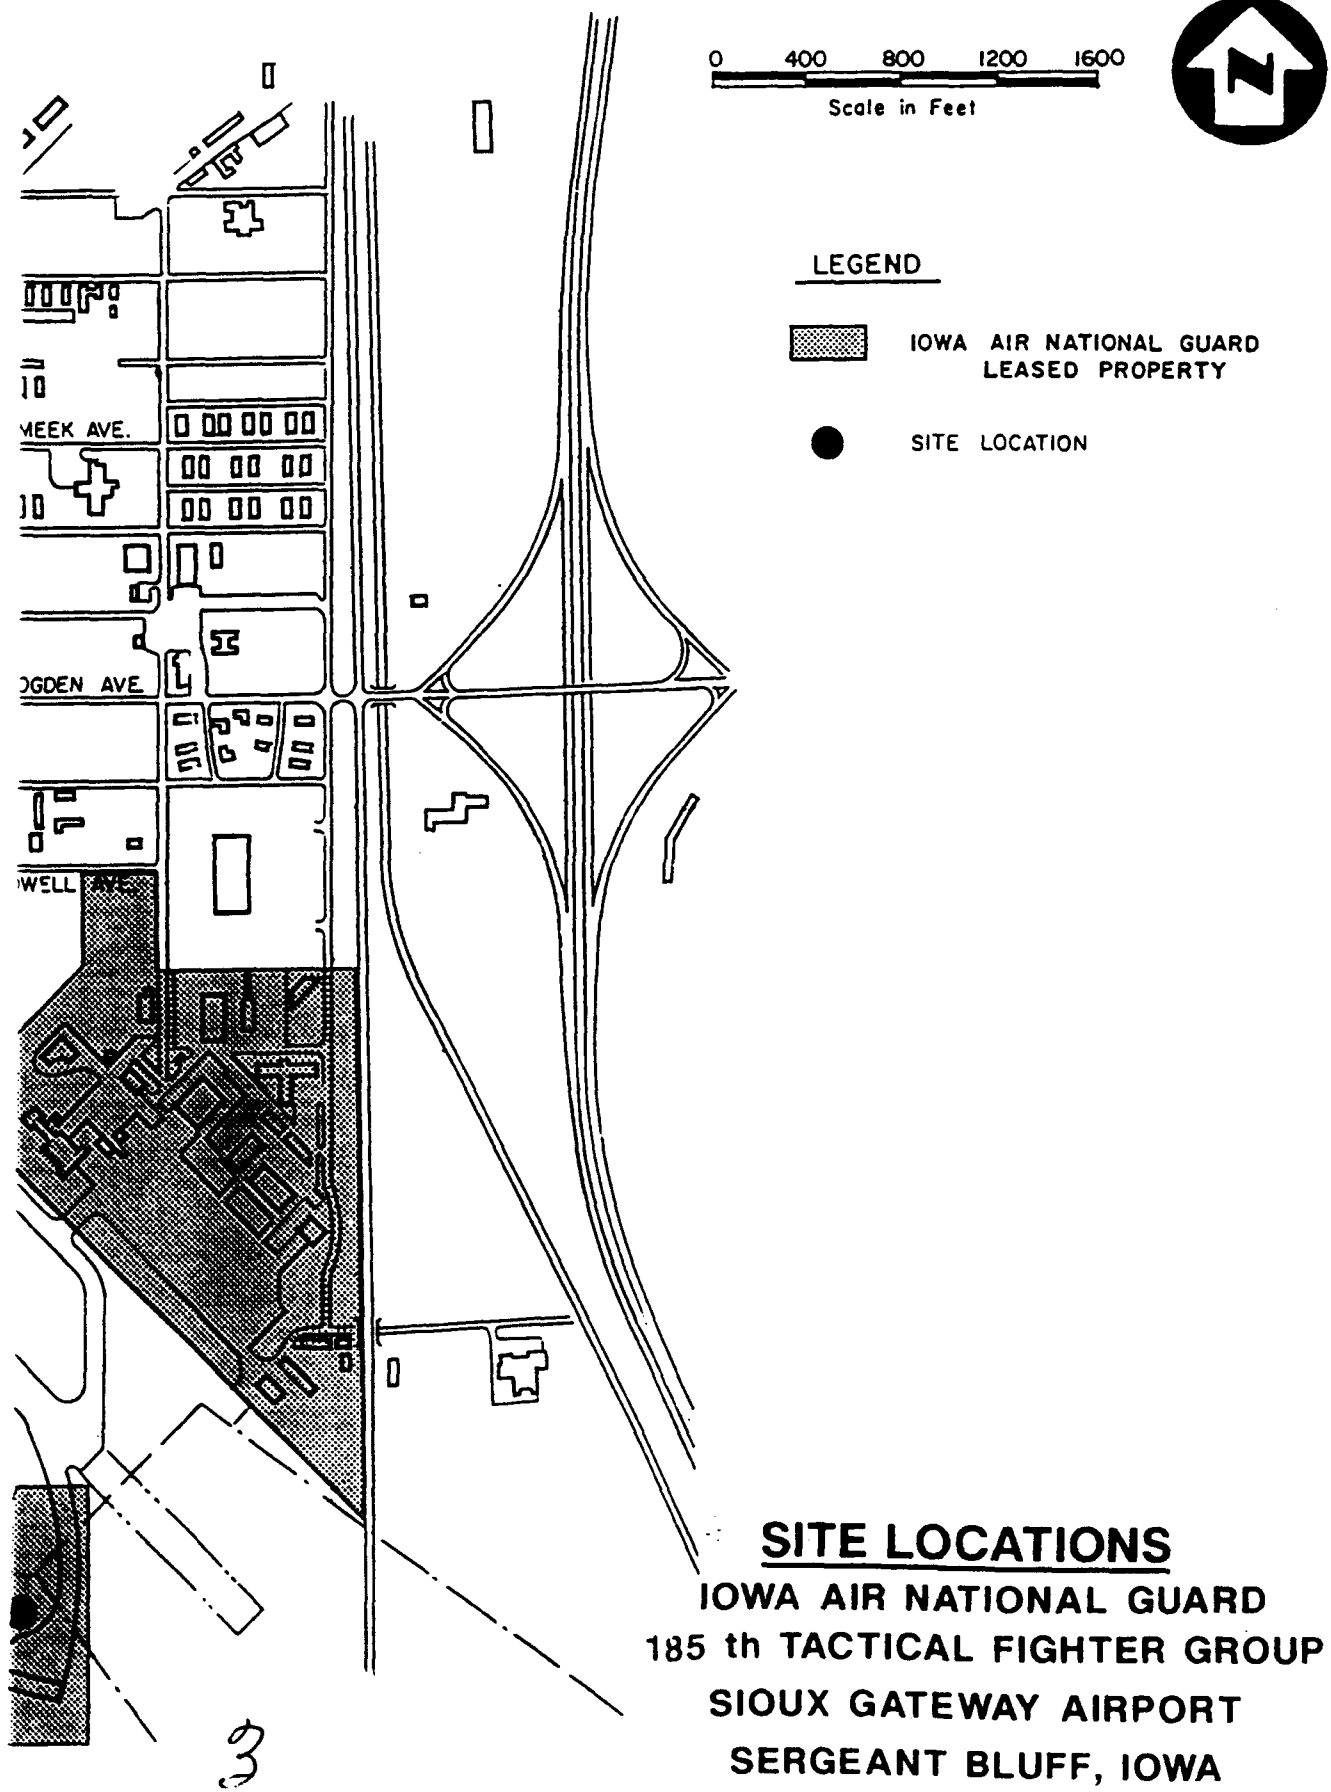 0 400 800 1200 1600
Scale in Feet
N
LEGEND
IOWA AIR NATIONAL GUARD
LEASED PROPERTY
SITE LOCATION
MEEK AVE.
OGDEN AVE
WELL AVE.
SITE LOCATIONS
IOWA AIR NATIONAL GUARD
185 th TACTICAL FIGHTER GROUP
SIOUX GATEWAY AIRPORT
SERGEANT BLUFF, IOWA
3